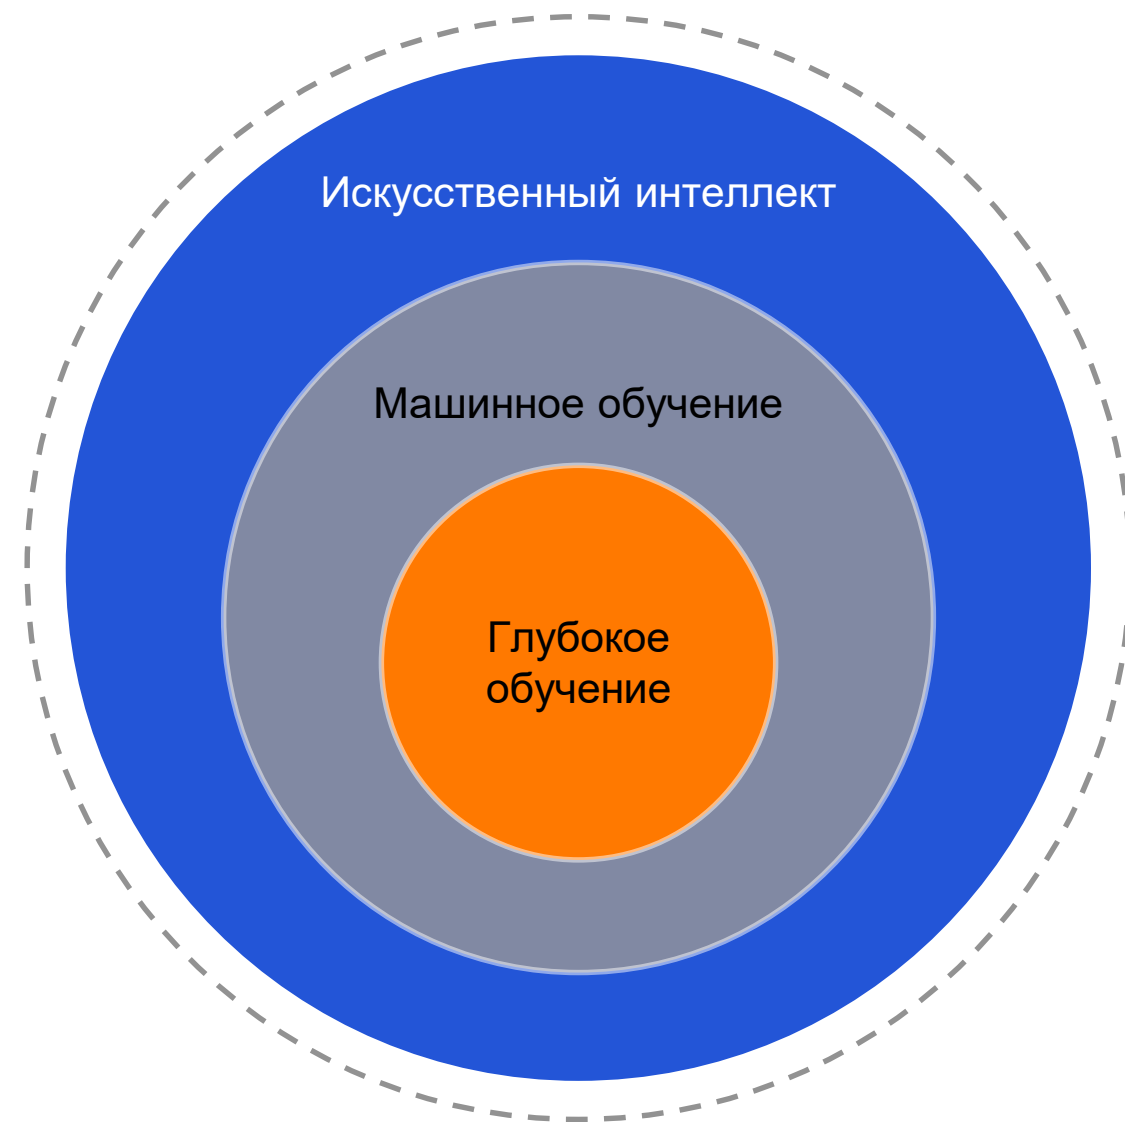 Искусственный интеллект
Машинное обучение
Глубокое
обучение